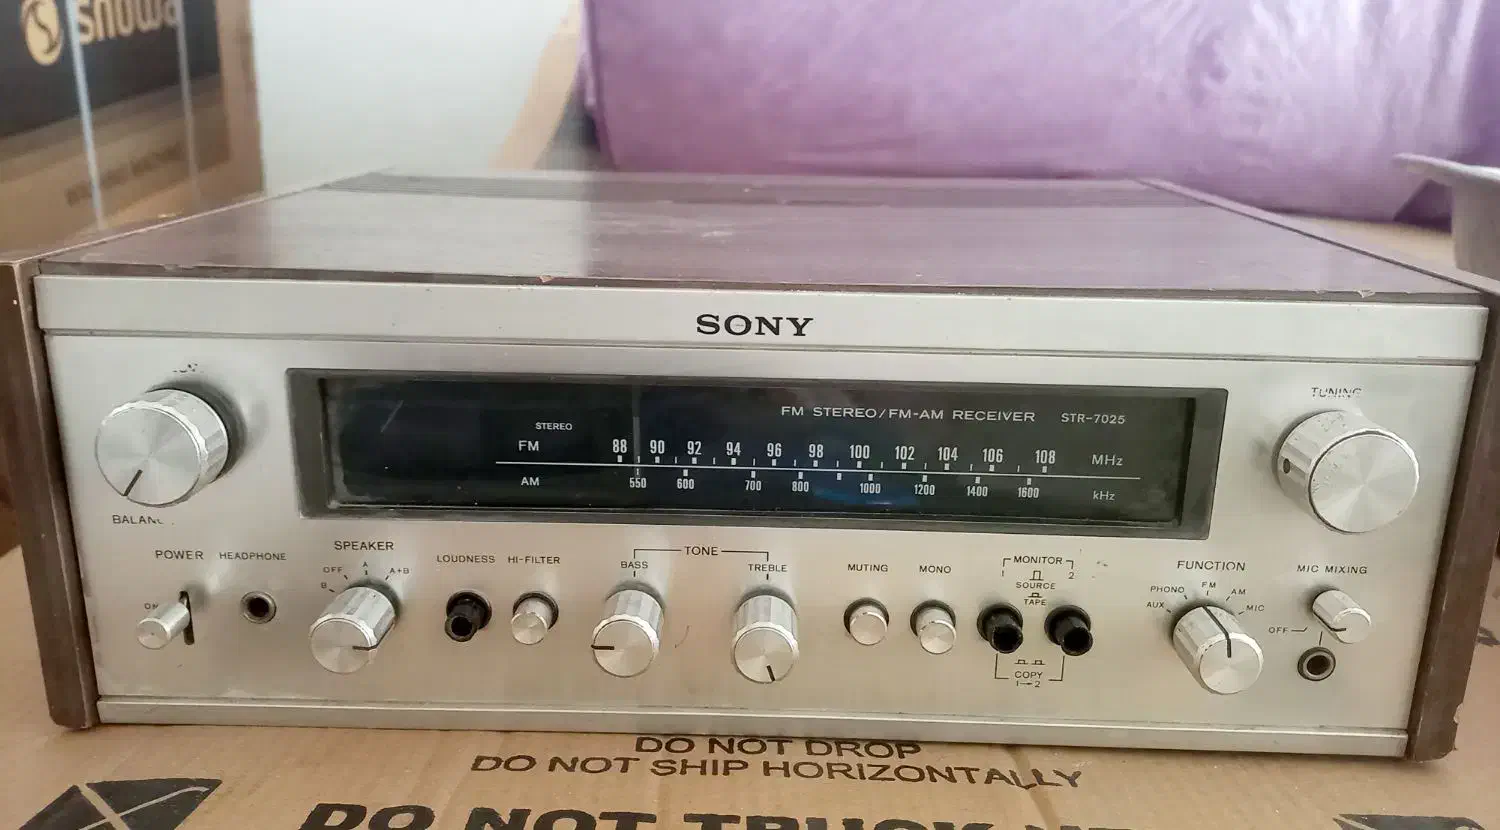 SONY
FM STEREO/FM-AM RECEIVER STR-7025
STEREO
FM 88 90 92 94 96 98 100 102 104 106 108 MHz
AM 550 600 700 800 1000 1200 1400 1600 kHz
TUNING
POWER
HEADPHONE
SPEAKER
OFF A A+B
B
LOUDNESS
HI-FILTER
TONE
BASS TREBLE
MUTING
MONO
MONITOR
1 2
SOURCE
TAPE
COPY
1→2
FUNCTION
PHONO FM AM
AUX MIC
MIC MIXING
OFF
DO NOT DROP
DO NOT SHIP HORIZONTALLY
DO NOT TRUCK